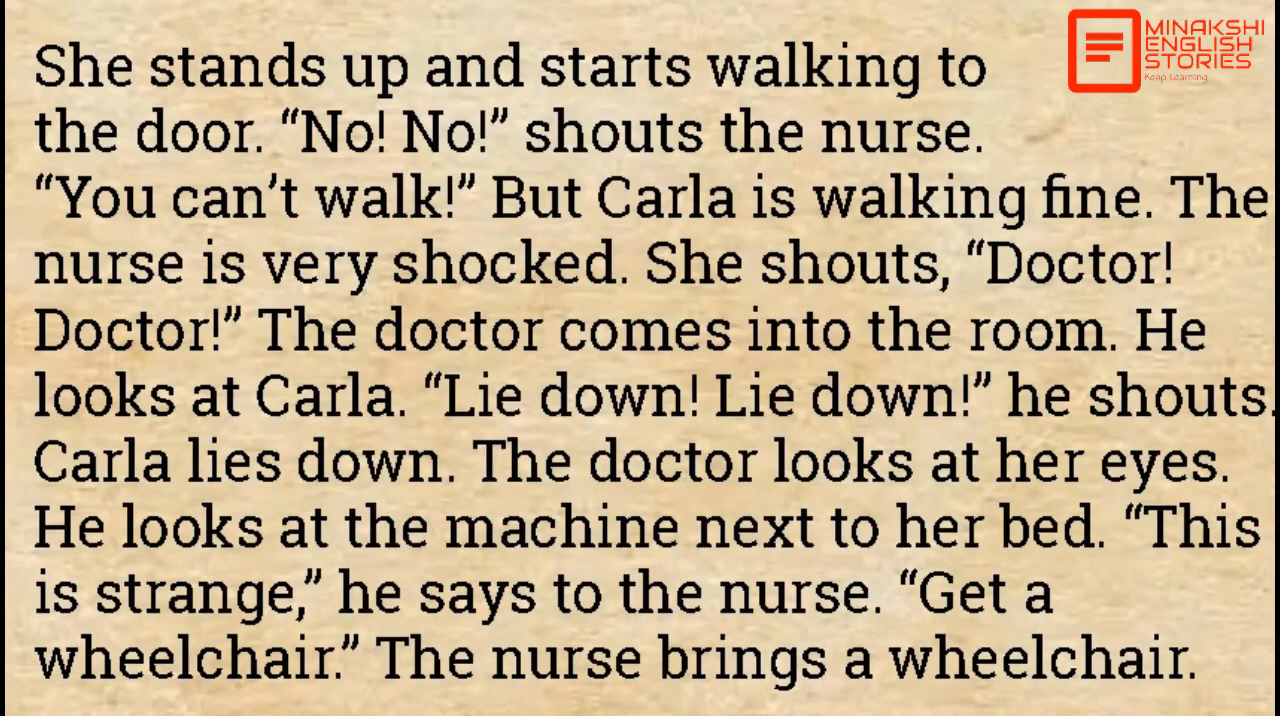 She stands up and starts walking to
the door. “No! No!” shouts the nurse.
“You can’t walk!” But Carla is walking fine. The
nurse is very shocked. She shouts, “Doctor!
Doctor!” The doctor comes into the room. He
looks at Carla. “Lie down! Lie down!” he shouts.
Carla lies down. The doctor looks at her eyes.
He looks at the machine next to her bed. “This
is strange,” he says to the nurse. “Get a
wheelchair.” The nurse brings a wheelchair.
MINAKSHI
ENGLISH
STORIES
Keep Learning